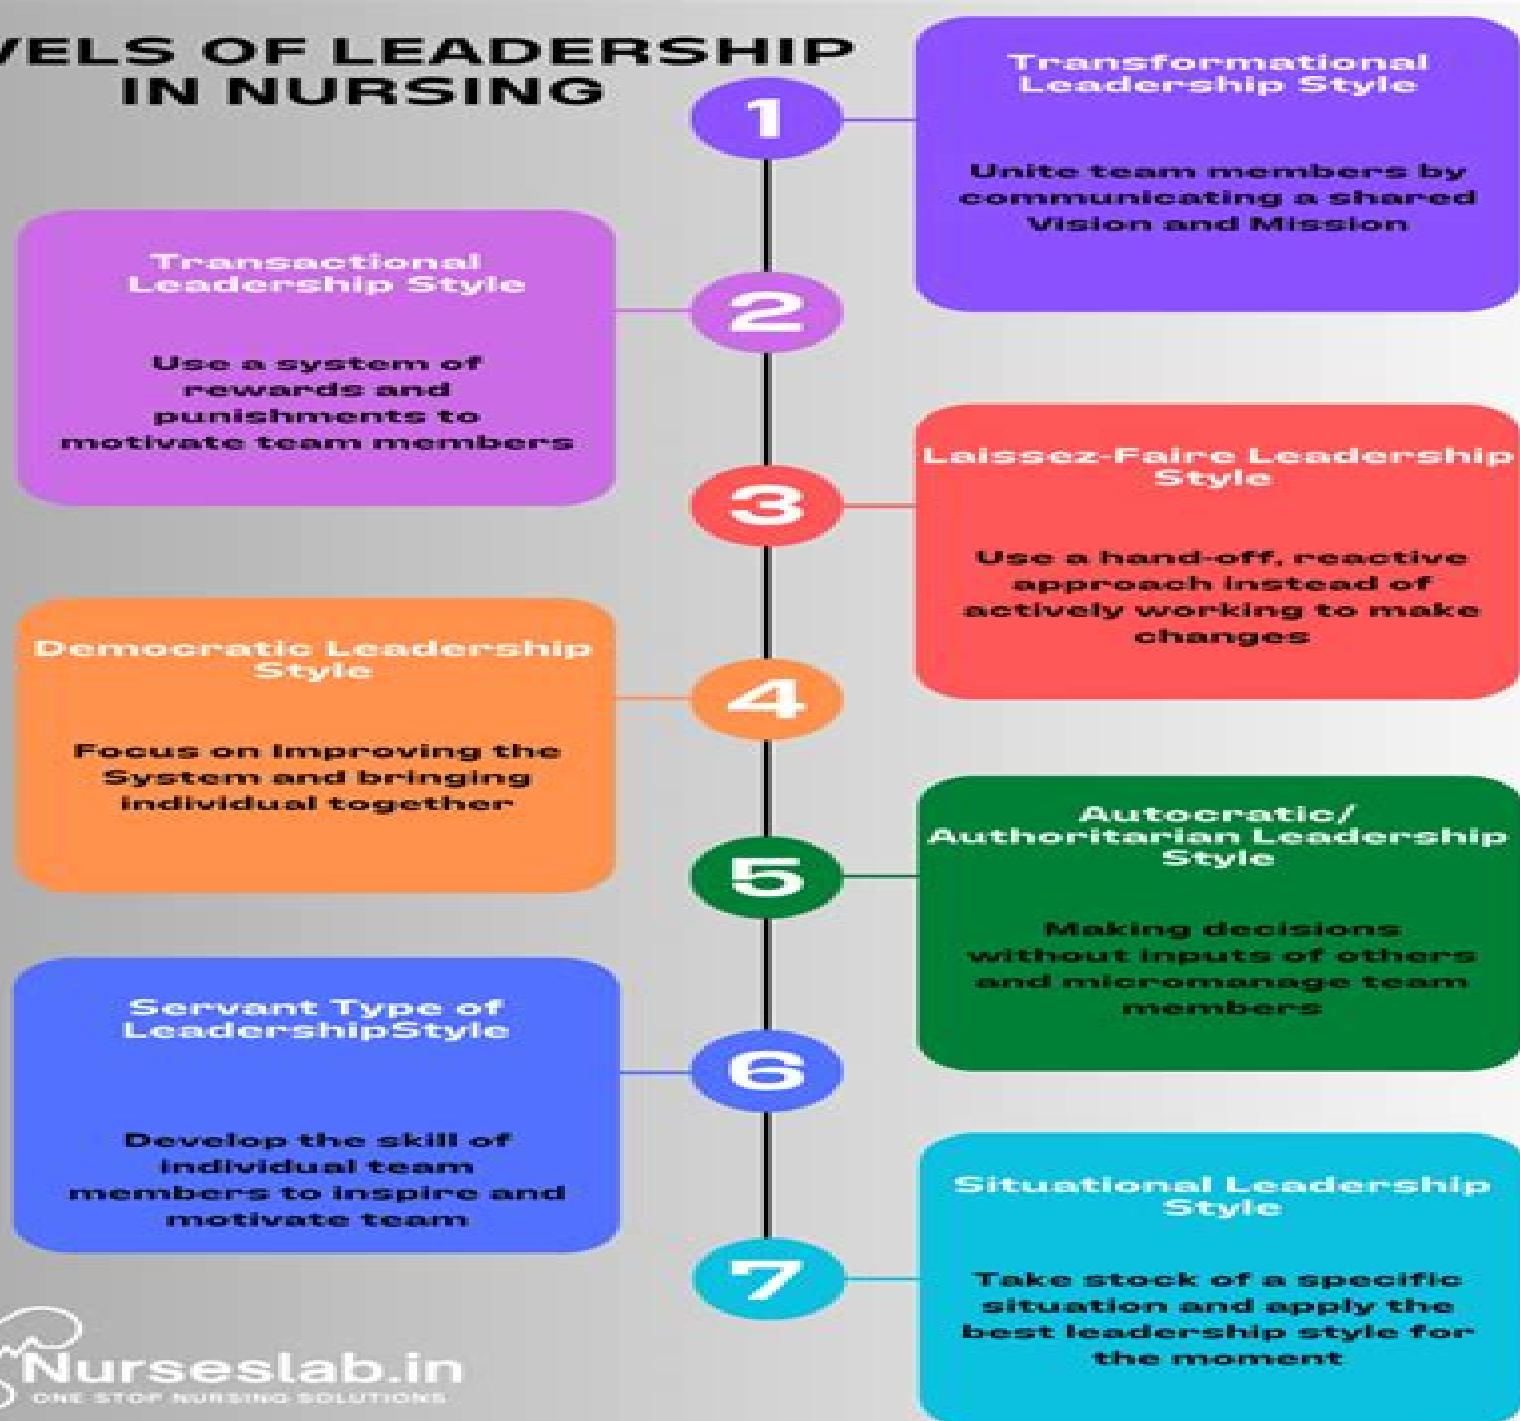 VELS OF LEADERSHIP
IN NURSING
1
Transformational
Leadership Style
Unite team members by
communicating a shared
Vision and Mission
2
Transactional
Leadership Style
Use a system of
rewards and
punishments to
motivate team members
3
Laissez-Faire Leadership
Style
Use a hand-off, reactive
approach instead of
actively working to make
changes
4
Democratic Leadership
Style
Focus on Improving the
System and bringing
individual together
5
Autocratic/
Authoritarian Leadership
Style
Making decisions
without inputs of others
and micromanage team
members
6
Servant Type of
LeadershipStyle
Develop the skill of
individual team
members to inspire and
motivate team
7
Situational Leadership
Style
Take stock of a specific
situation and apply the
best leadership style for
the moment
Nurseslab.in
ONE STOP NURSING SOLUTIONS